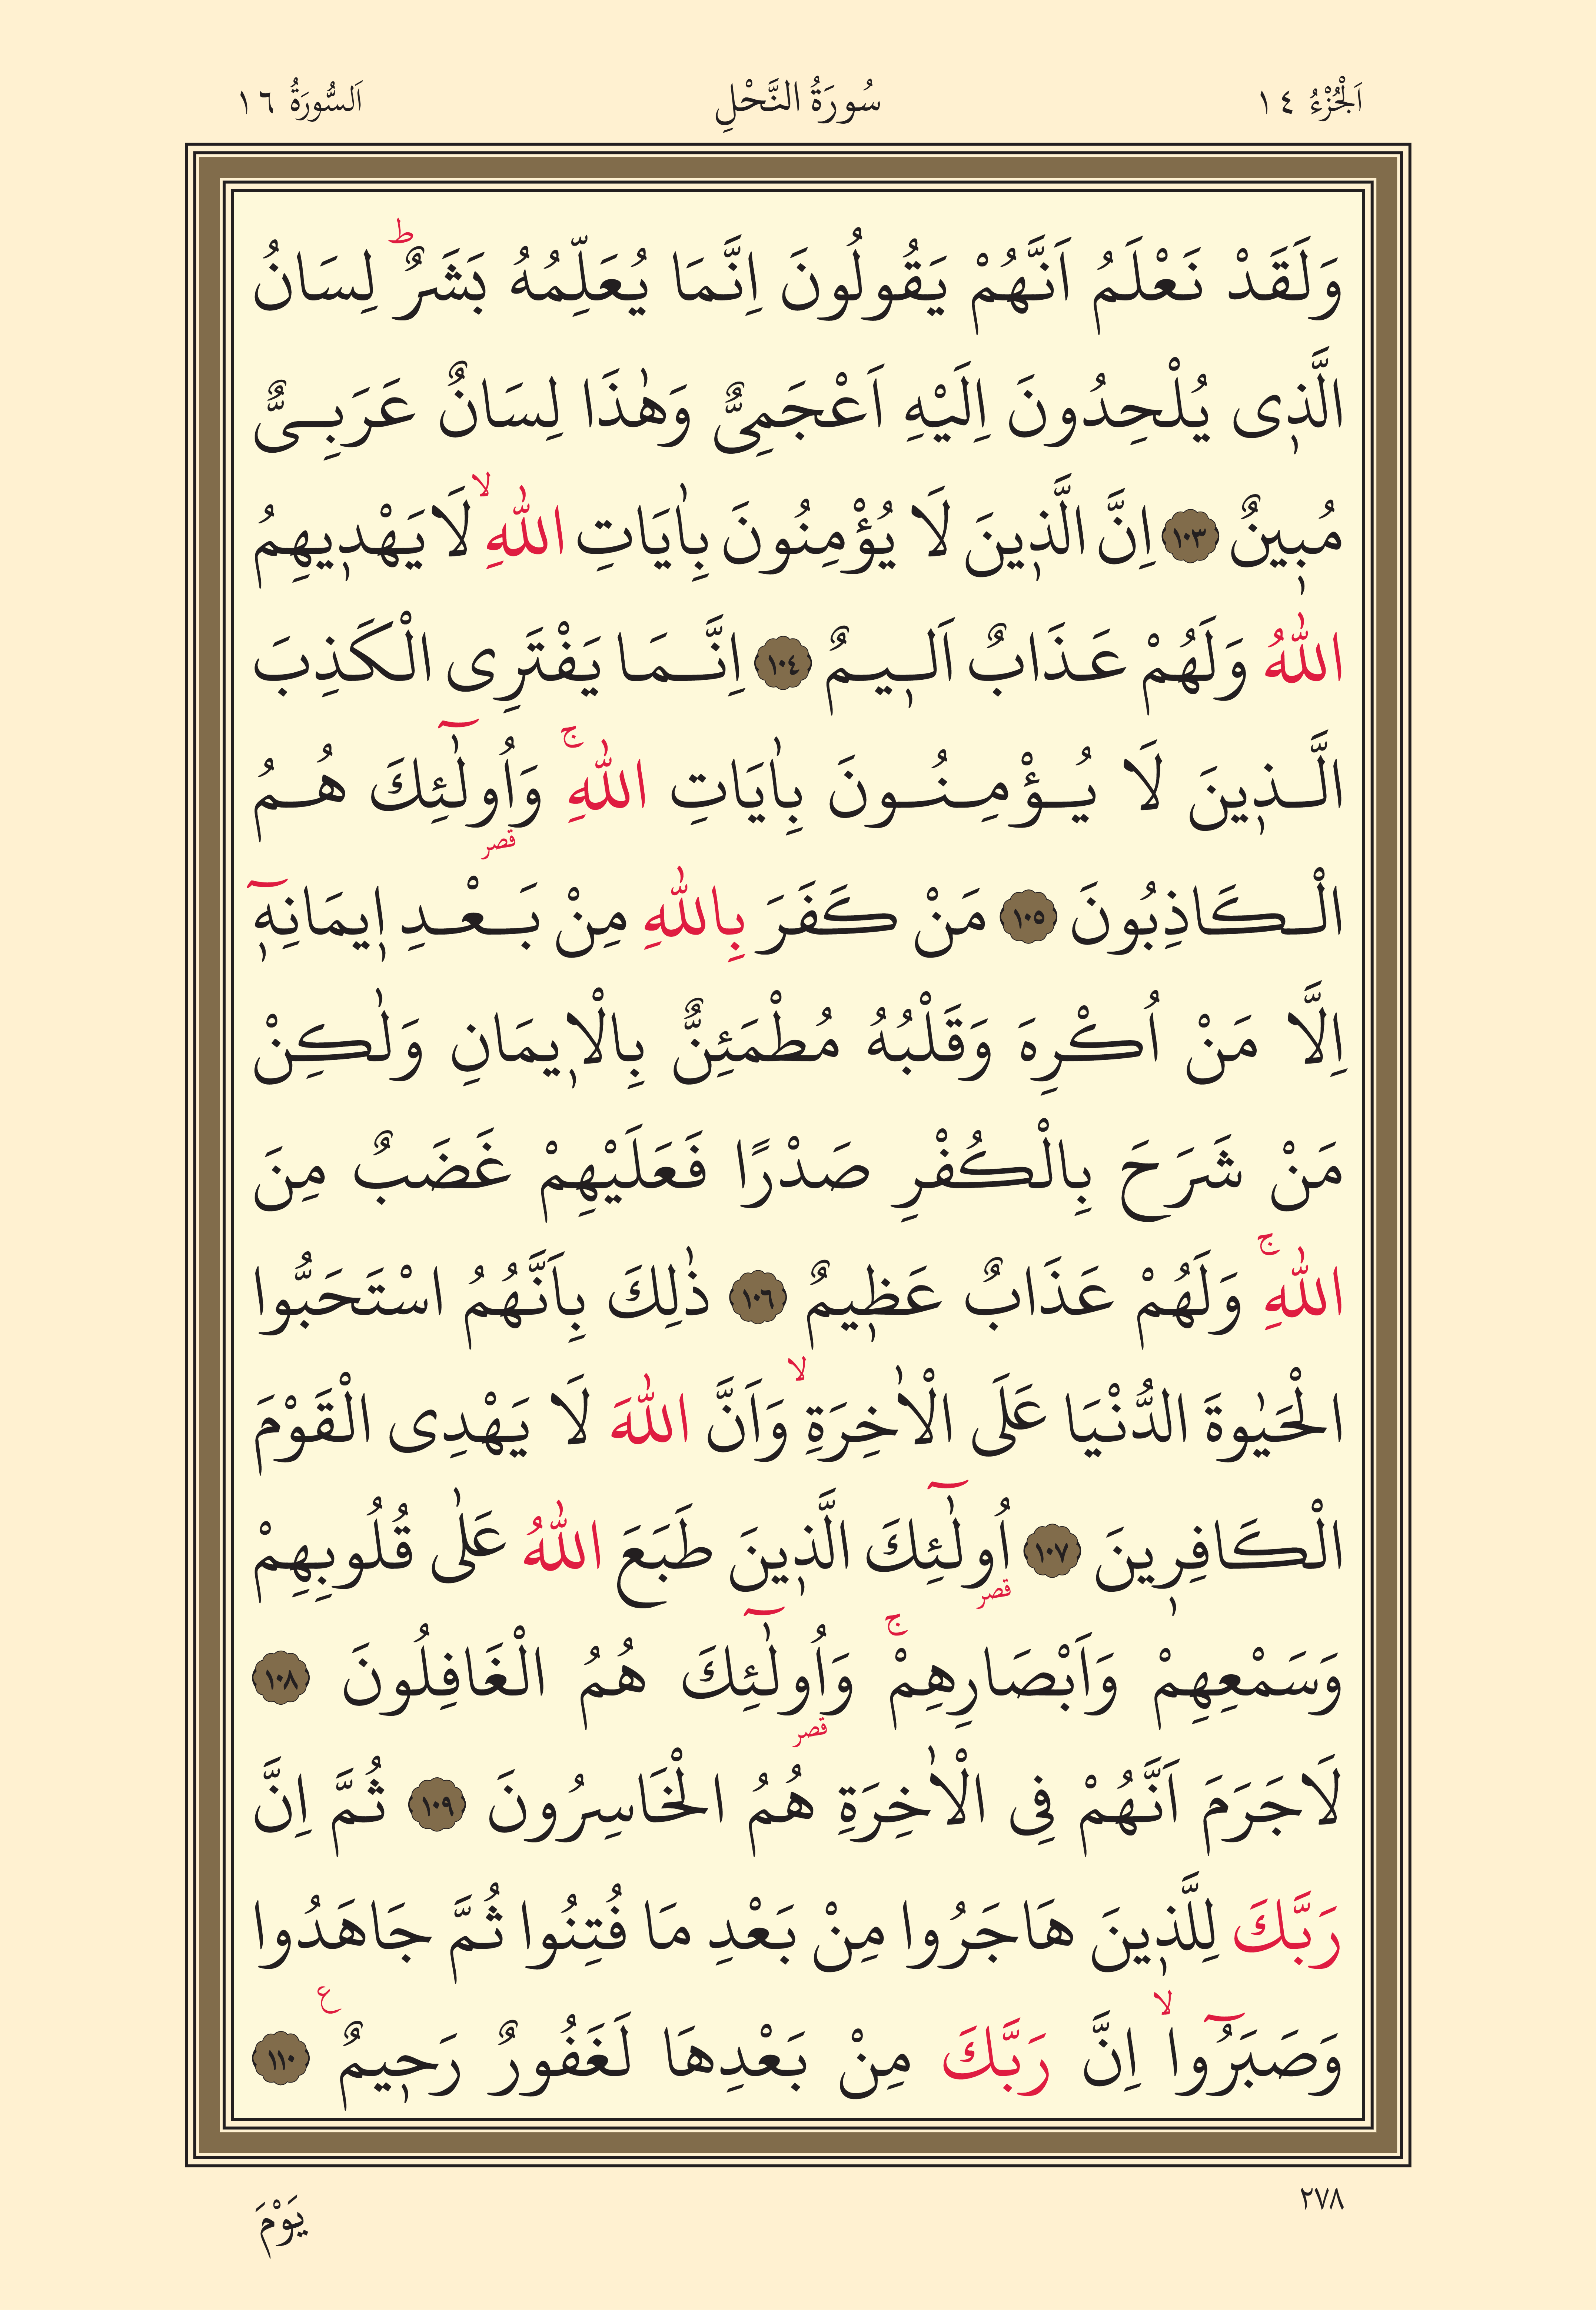 اَلْجُزْءُ ١٤ سُورَةُ النَّحْلِ اَلسُّورَةُ ١٦
وَلَقَدْ نَعْلَمُ اَنَّهُمْ يَقُولُونَ اِنَّمَا يُعَلِّمُهُ بَشَرٌۜ لِسَانُ
الَّذ۪ى يُلْحِدُونَ اِلَيْهِ اَعْجَمِىٌّ وَهٰذَا لِسَانٌ عَرَبِىٌّ
مُب۪ينٌ ﴿١٠٣﴾ اِنَّ الَّذ۪ينَ لَا يُؤْمِنُونَ بِاٰيَاتِ اللّٰهِۙ لَا يَهْد۪يهِمُ
اللّٰهُ وَلَهُمْ عَذَابٌ اَل۪يمٌ ﴿١٠٤﴾ اِنَّمَا يَفْتَرِى الْكَذِبَ
الَّذ۪ينَ لَا يُؤْمِنُونَ بِاٰيَاتِ اللّٰهِۚ وَاُو۬لٰٓئِكَ هُمُ
قصر
الْكَاذِبُونَ ﴿١٠٥﴾ مَنْ كَفَرَ بِاللّٰهِ مِنْ بَعْدِ ا۪يمَانِه۪ٓ
اِلَّا مَنْ اُكْرِهَ وَقَلْبُهُ مُطْمَئِنٌّ بِالْا۪يمَانِ وَلٰكِنْ
مَنْ شَرَحَ بِالْكُفْرِ صَدْرًا فَعَلَيْهِمْ غَضَبٌ مِنَ
اللّٰهِۚ وَلَهُمْ عَذَابٌ عَظ۪يمٌ ﴿١٠٦﴾ ذٰلِكَ بِاَنَّهُمُ اسْتَحَبُّوا
الْحَيٰوةَ الدُّنْيَا عَلَى الْاٰخِرَةِۙ وَاَنَّ اللّٰهَ لَا يَهْدِى الْقَوْمَ
الْكَافِر۪ينَ ﴿١٠٧﴾ اُولٰٓئِكَ الَّذ۪ينَ طَبَعَ اللّٰهُ عَلٰى قُلُوبِهِمْ
قصر
وَسَمْعِهِمْ وَاَبْصَارِهِمْۚ وَاُولٰٓئِكَ هُمُ الْغَافِلُونَ ﴿١٠٨﴾
قصر
لَاجَرَمَ اَنَّهُمْ فِى الْاٰخِرَةِ هُمُ الْخَاسِرُونَ ﴿١٠٩﴾ ثُمَّ اِنَّ
رَبَّكَ لِلَّذ۪ينَ هَاجَرُوا مِنْ بَعْدِ مَا فُتِنُوا ثُمَّ جَاهَدُوا
وَصَبَرُٓواۙ اِنَّ رَبَّكَ مِنْ بَعْدِهَا لَغَفُورٌ رَح۪يمٌ ع ﴿١١٠﴾
٢٧٨ يَوْمَ